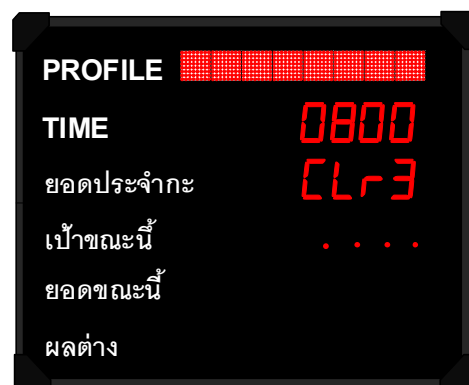 PROFILE
TIME 0800
ยอดประจำกะ CLr3
เป้าขณะนี้ . . . .
ยอดขณะนี้
ผลต่าง